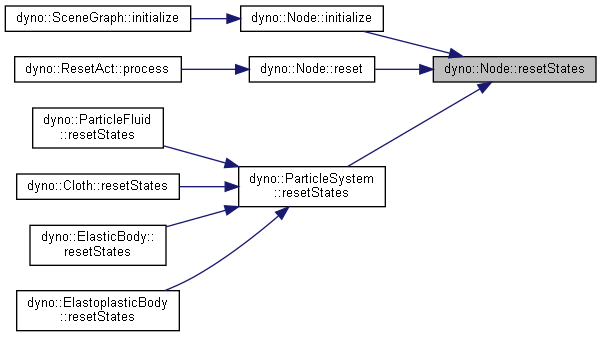 dyno::SceneGraph::initialize
dyno::Node::initialize
dyno::ResetAct::process
dyno::Node::reset
dyno::Node::resetStates
dyno::ParticleFluid
::resetStates
dyno::Cloth::resetStates
dyno::ParticleSystem
::resetStates
dyno::ElasticBody::
resetStates
dyno::ElastoplasticBody
::resetStates